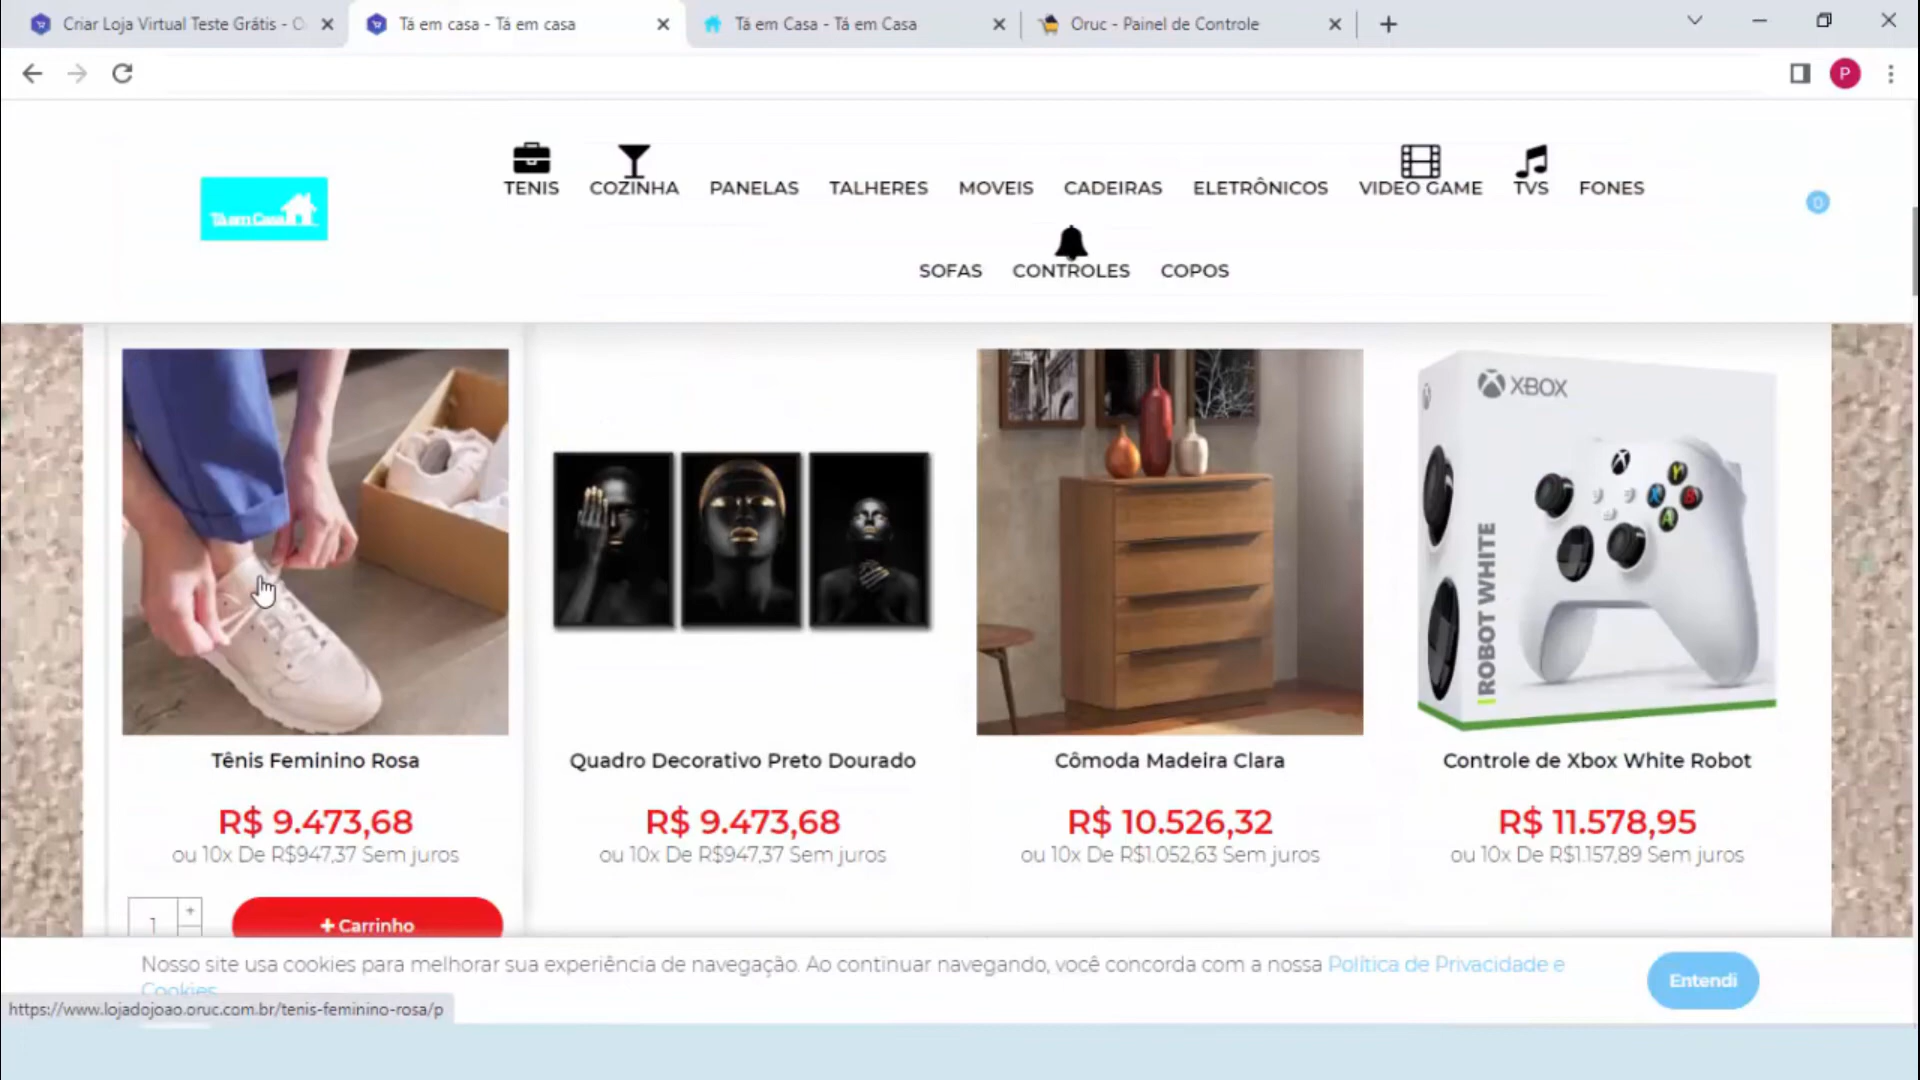 Criar Loja Virtual Teste Grátis - O
Tá em casa - Tá em casa
Tá em Casa - Tá em Casa
Oruc - Painel de Controle
P
Tá em Casa
TENIS
COZINHA
PANELAS
TALHERES
MOVEIS
CADEIRAS
ELETRÔNICOS
VIDEO GAME
TVS
FONES
0
SOFAS
CONTROLES
COPOS
XBOX
Y
X
B
A
ROBOT WHITE
Tênis Feminino Rosa
Quadro Decorativo Preto Dourado
Cômoda Madeira Clara
Controle de Xbox White Robot
R$ 9.473,68
R$ 9.473,68
R$ 10.526,32
R$ 11.578,95
ou 10x De R$947,37 Sem juros
ou 10x De R$947,37 Sem juros
ou 10x De R$1.052,63 Sem juros
ou 10x De R$1.157,89 Sem juros
1
+
+ Carrinho
Nosso site usa cookies para melhorar sua experiência de navegação. Ao continuar navegando, você concorda com a nossa Política de Privacidade e
Cookies
Entendi
https://www.lojadojoao.oruc.com.br/tenis-feminino-rosa/p